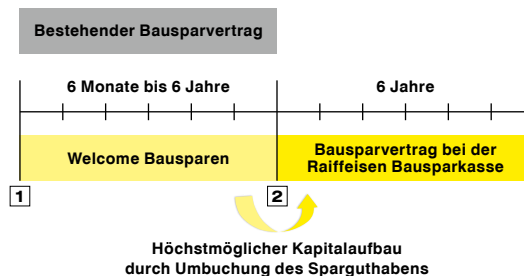 Bestehender Bausparvertrag
6 Monate bis 6 Jahre
6 Jahre
Welcome Bausparen
Bausparvertrag bei der
Raiffeisen Bausparkasse
1
2
Höchstmöglicher Kapitalaufbau
durch Umbuchung des Sparguthabens